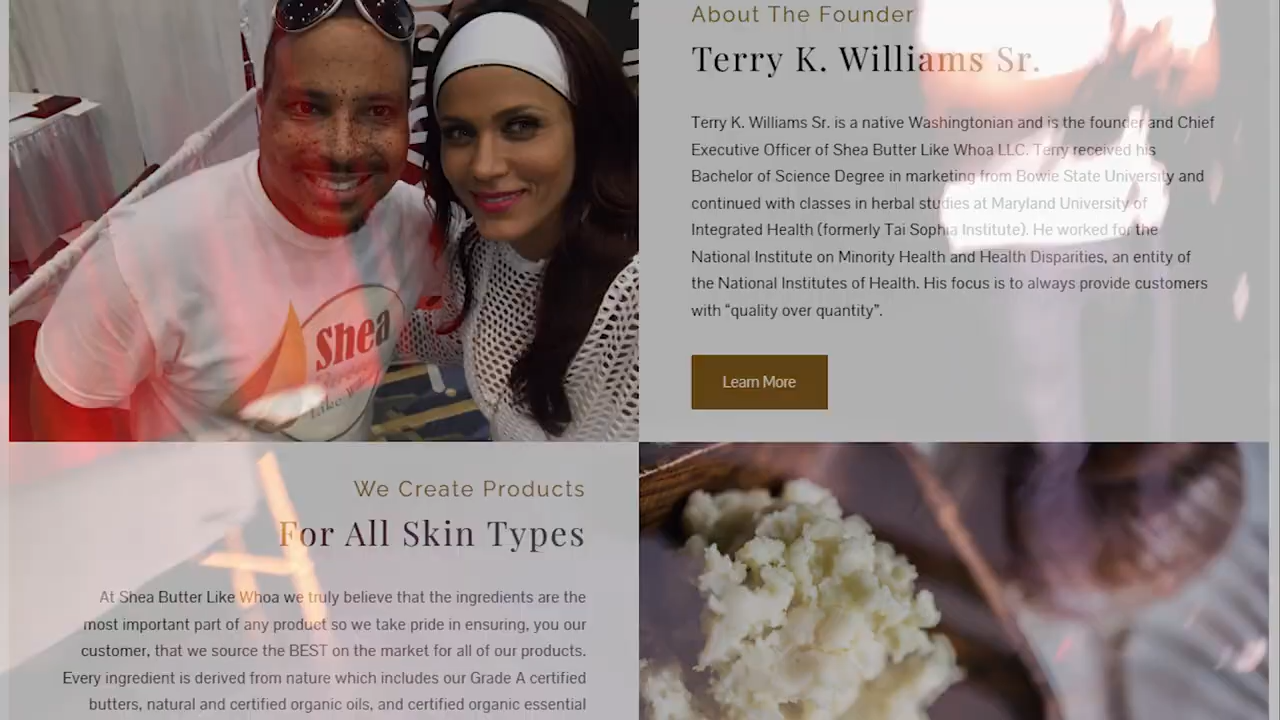 About The Founder
Terry K. Williams Sr.
Terry K. Williams Sr. is a native Washingtonian and is the founder and Chief
Executive Officer of Shea Butter Like Whoa LLC. Terry received his
Bachelor of Science Degree in marketing from Bowie State University and
continued with classes in herbal studies at Maryland University of
Integrated Health (formerly Tai Sophia Institute). He worked for the
National Institute on Minority Health and Health Disparities, an entity of
the National Institutes of Health. His focus is to always provide customers
with “quality over quantity”.
Learn More
Shea
Like
We Create Products
For All Skin Types
At Shea Butter Like Whoa we truly believe that the ingredients are the
most important part of any product so we take pride in ensuring, you our
customer, that we source the BEST on the market for all of our products.
Every ingredient is derived from nature which includes our Grade A certified
butters, natural and certified organic oils, and certified organic essential